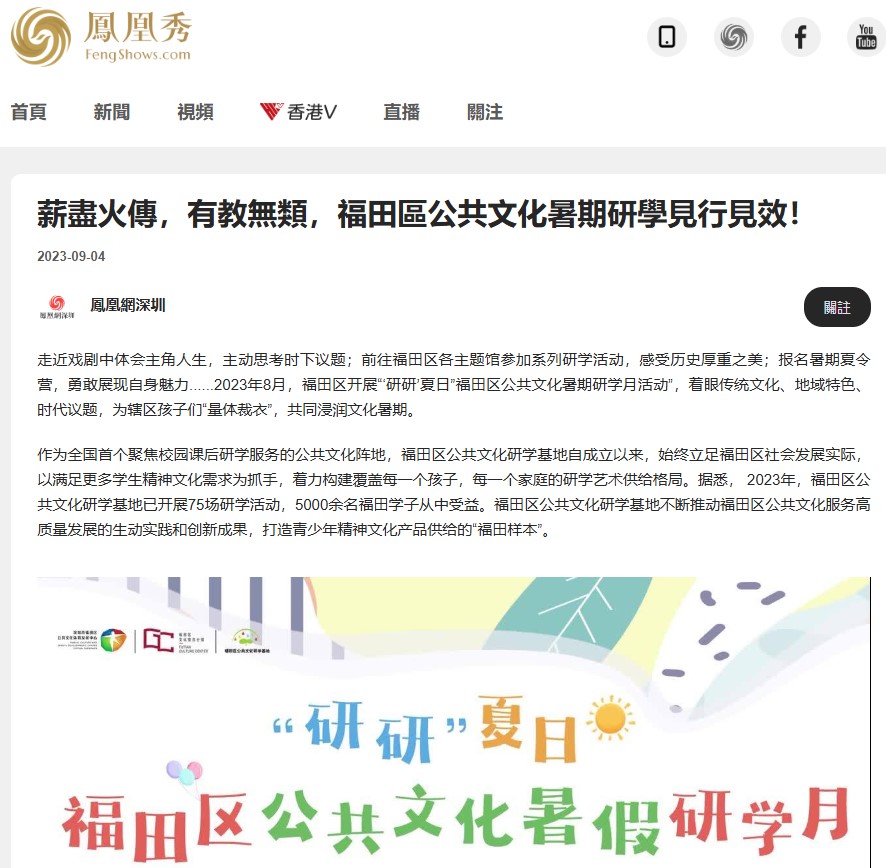 鳳凰秀
FengShows.com
You
Tube
首頁 新聞 視頻 香港V 直播 關注
薪盡火傳，有教無類，福田區公共文化暑期研學見行見效！
2023-09-04
鳳凰網深圳
鳳凰網深圳
關註
走近戏剧中体会主角人生，主动思考时下议题；前往福田区各主题馆参加系列研学活动，感受历史厚重之美；报名暑期夏令
营，勇敢展现自身魅力……2023年8月，福田区开展“‘研研’夏日”福田区公共文化暑期研学月活动”，着眼传统文化、地域特色、
时代议题，为辖区孩子们“量体裁衣”，共同浸润文化暑期。
作为全国首个聚焦校园课后研学服务的公共文化阵地，福田区公共文化研学基地自成立以来，始终立足福田区社会发展实际，
以满足更多学生精神文化需求为抓手，着力构建覆盖每一个孩子，每一个家庭的研学艺术供给格局。据悉， 2023年，福田区公
共文化研学基地已开展75场研学活动，5000余名福田学子从中受益。福田区公共文化研学基地不断推动福田区公共文化服务高
质量发展的生动实践和创新成果，打造青少年精神文化产品供给的“福田样本”。
福田区公共文化研学基地
“研研”夏日
福田区公共文化暑假研学月